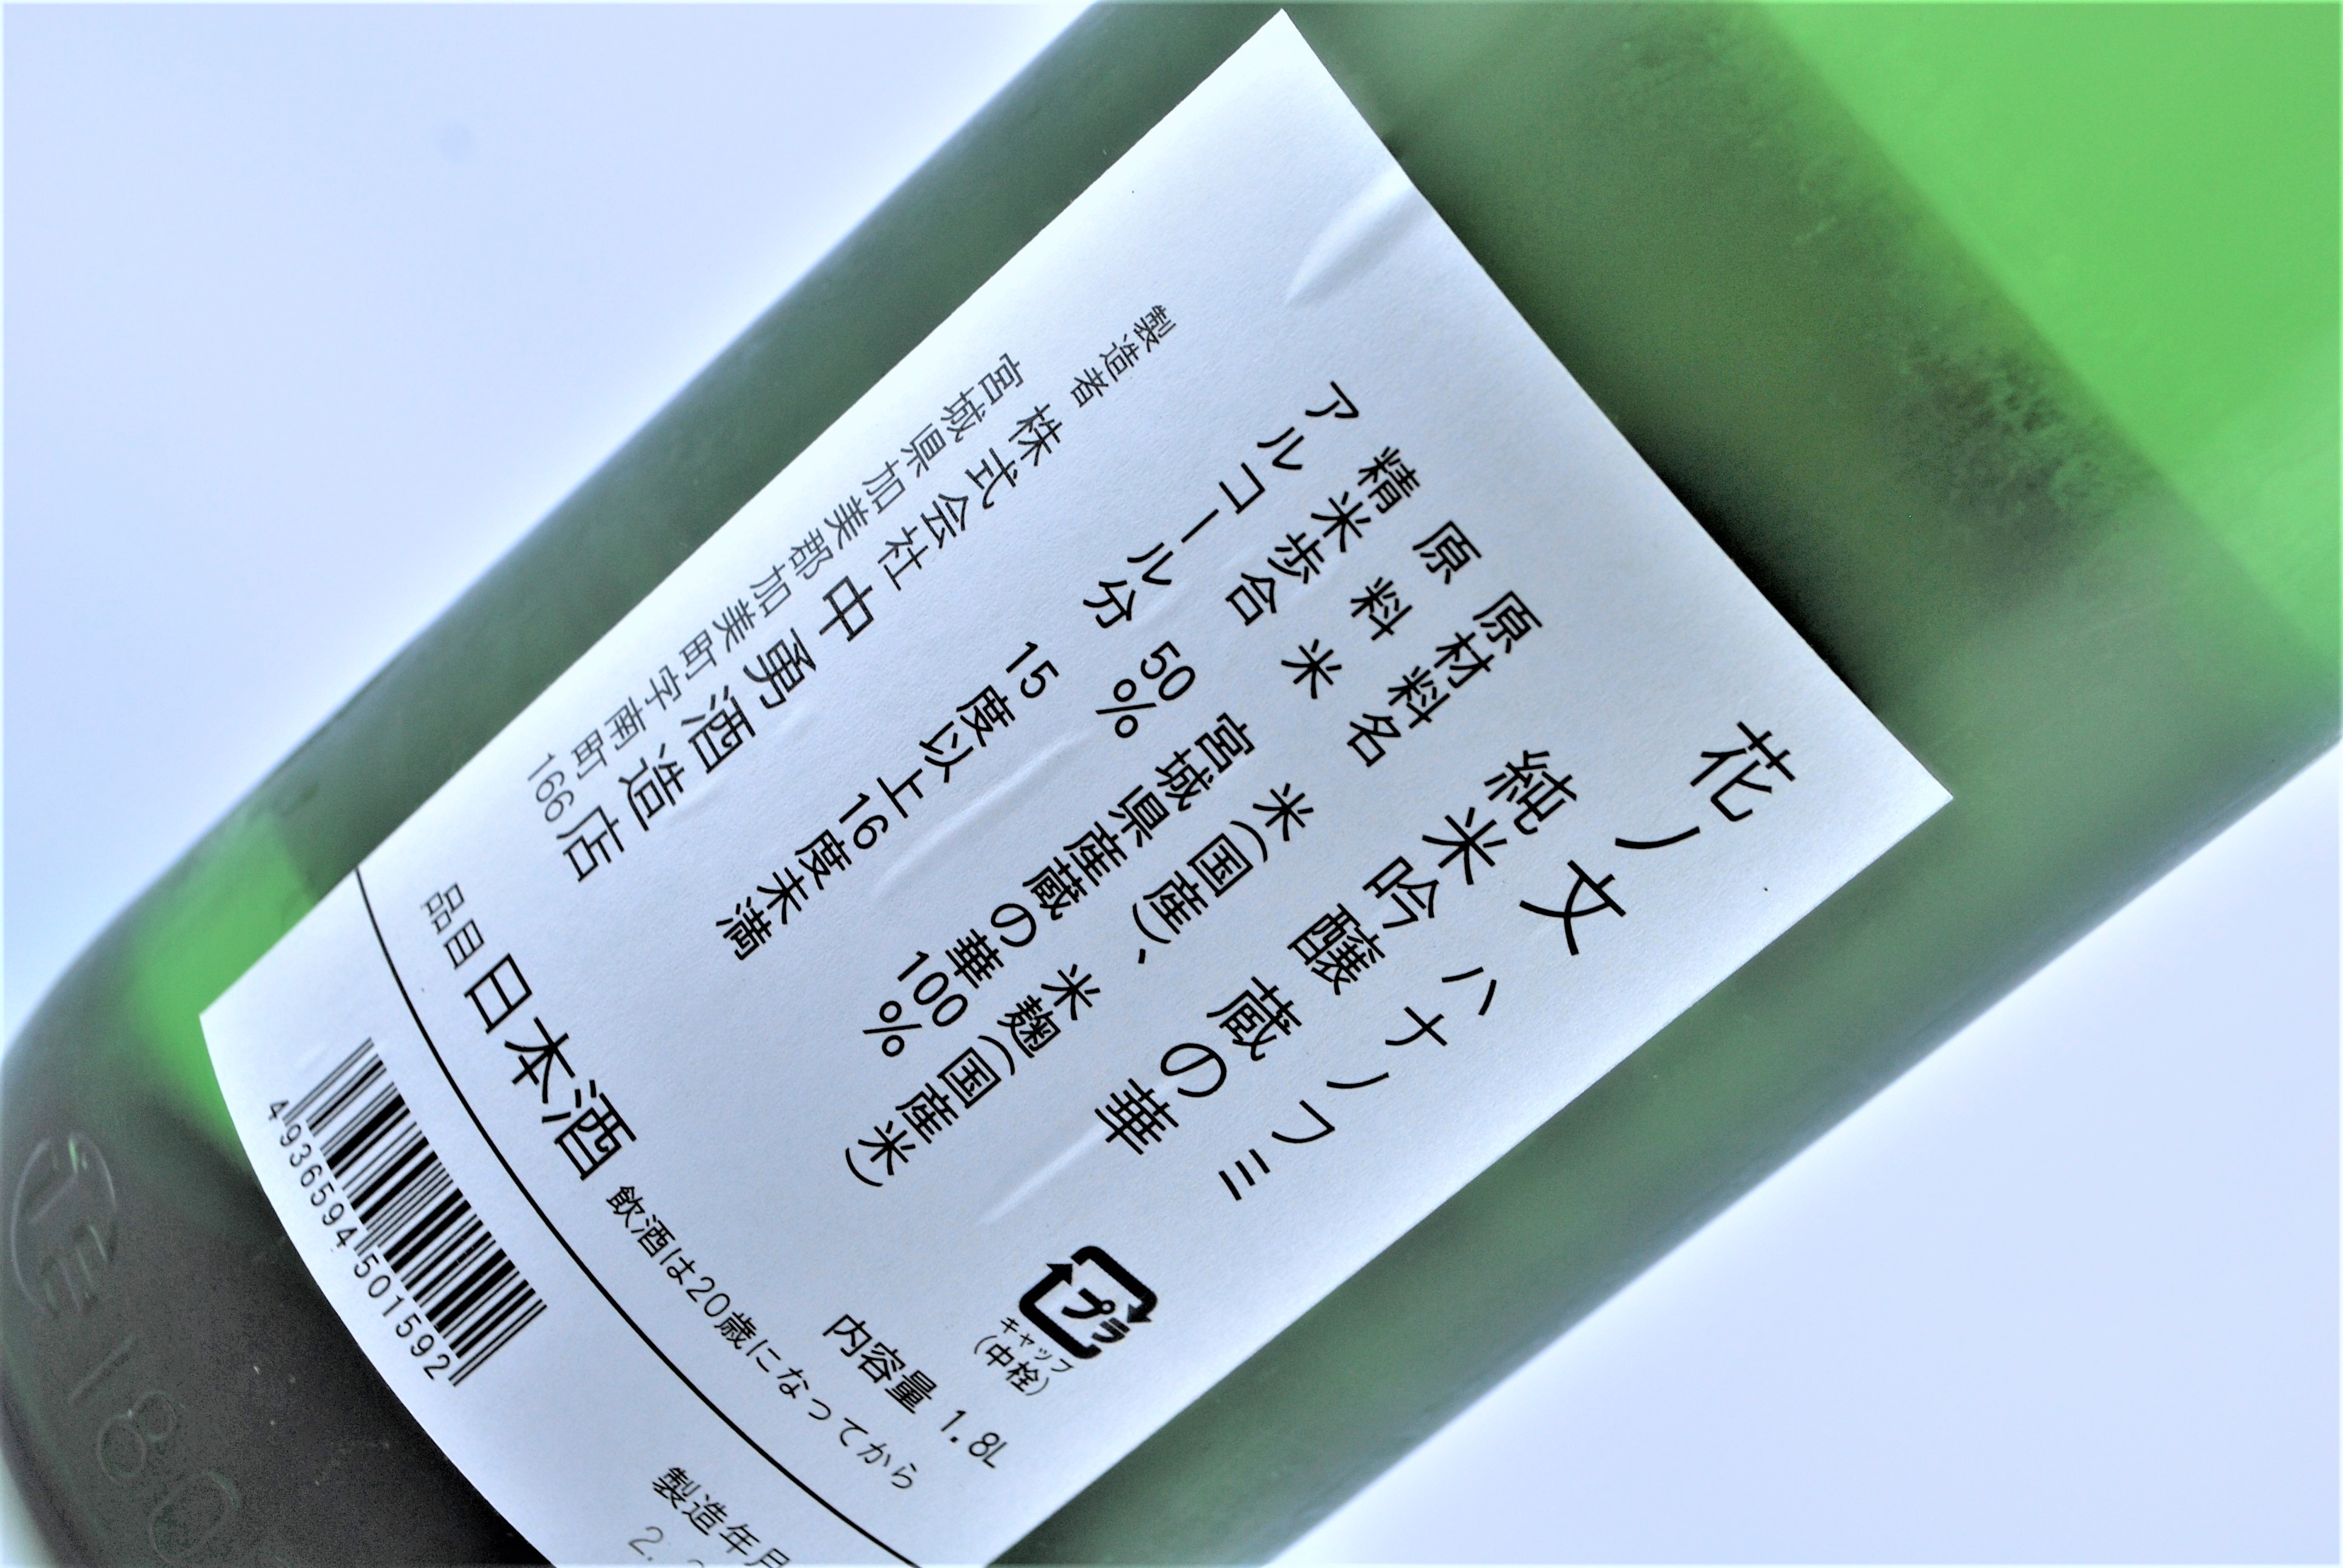 花ノ文 ハナノフミ
純米吟醸 蔵の華
原材料名 米(国産)、米麹(国産米)
原料米 宮城県産蔵の華100%
精米歩合 50%
アルコール分 15度以上16度未満
製造者 株式会社中勇酒造店
宮城県加美郡加美町字南町166
プラ
キャップ
(中栓)
内容量 1.8L
品目 日本酒 飲酒は20歳になってから
4936594501592
製造年月
2.